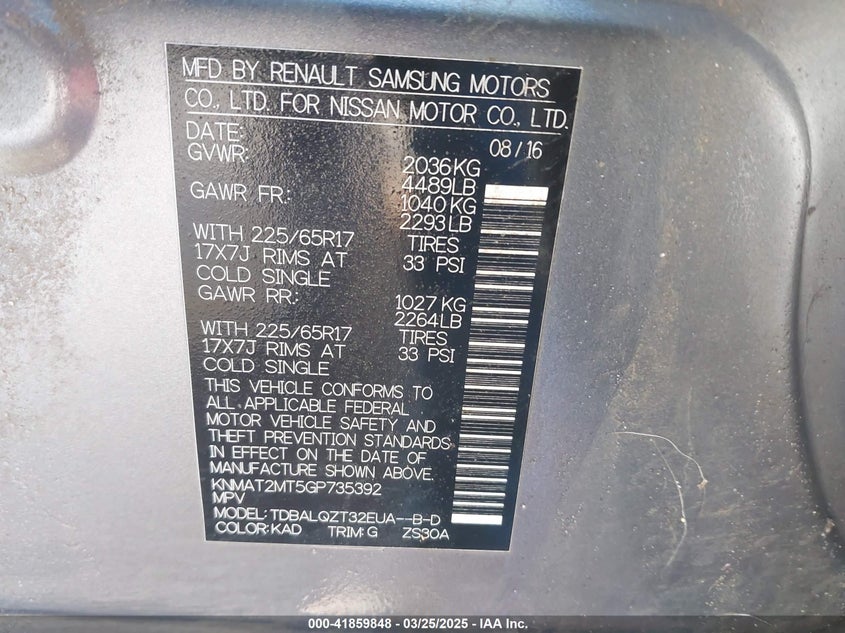 MFD BY RENAULT SAMSUNG MOTORS
CO., LTD. FOR NISSAN MOTOR CO., LTD.
DATE: 08/16
GVWR: 2036KG
4489LB
GAWR FR: 1040KG
2293LB
WITH 225/65R17 TIRES
17X7J RIMS AT 33 PSI
COLD SINGLE
GAWR RR: 1027KG
2264LB
WITH 225/65R17 TIRES
17X7J RIMS AT 33 PSI
COLD SINGLE
THIS VEHICLE CONFORMS TO
ALL APPLICABLE FEDERAL
MOTOR VEHICLE SAFETY AND
THEFT PREVENTION STANDARDS
IN EFFECT ON THE DATE OF
MANUFACTURE SHOWN ABOVE.
KNMAT2MT5GP735392
MPV
MODEL: TDBALQZT32EUA--B-D
COLOR: KAD TRIM: G ZS30A
000-41859848 - 03/25/2025 - IAA Inc.